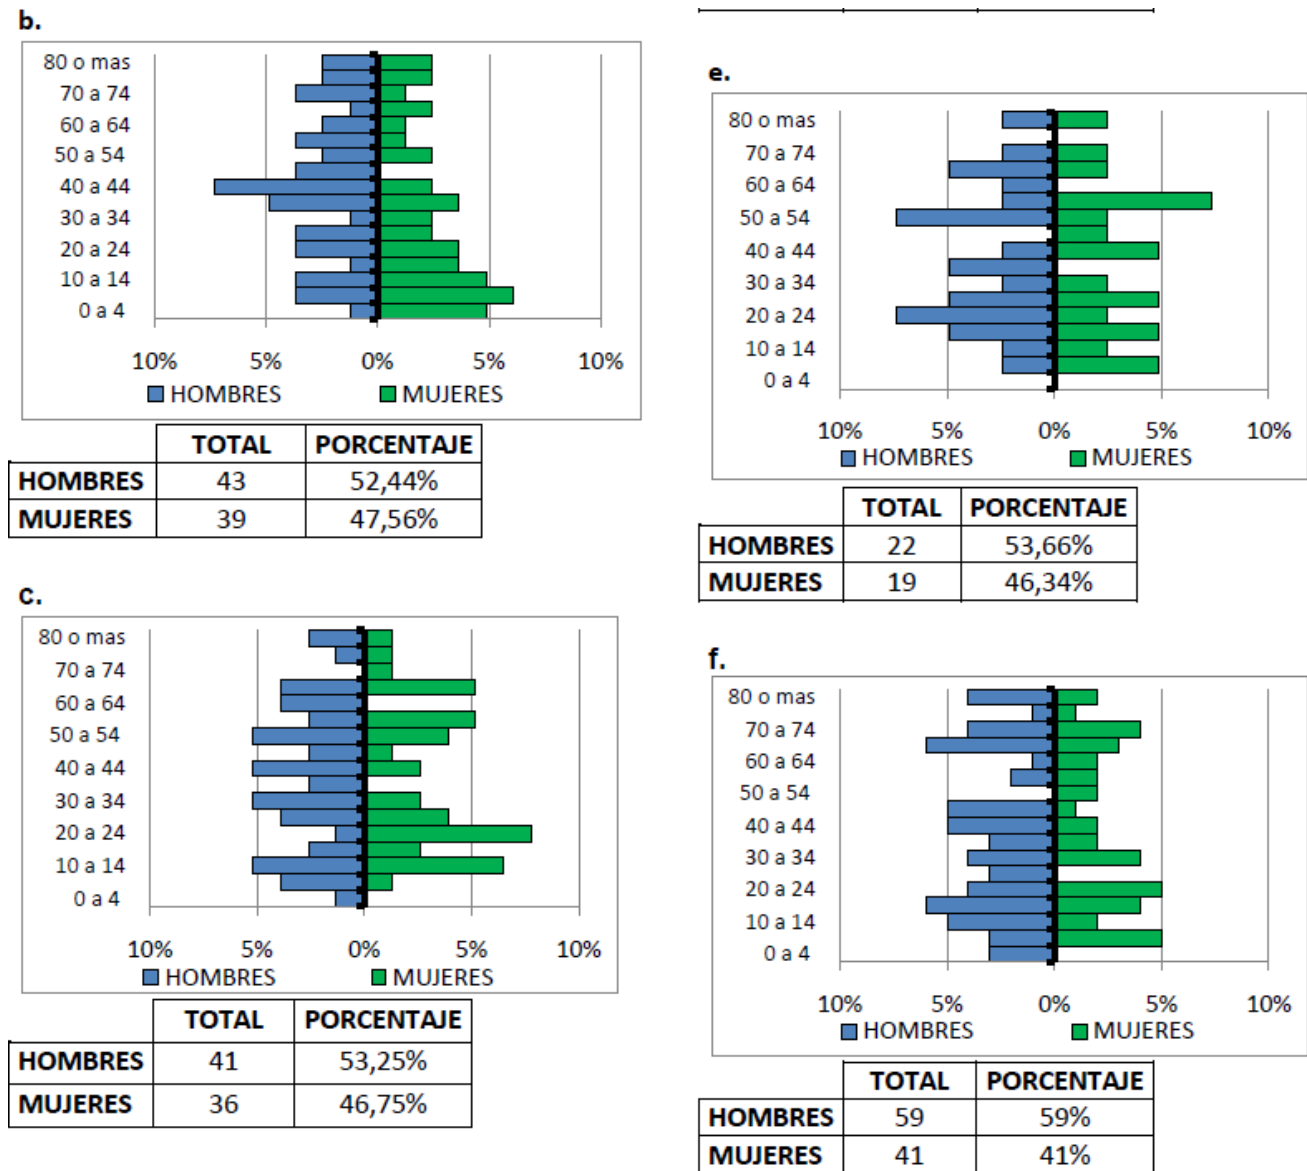 b.
80 o mas
70 a 74
60 a 64
50 a 54
40 a 44
30 a 34
20 a 24
10 a 14
0 a 4
10% 5% 0% 5% 10%
HOMBRES MUJERES
TOTAL PORCENTAJE
HOMBRES 43 52,44%
MUJERES 39 47,56%
c.
80 o mas
70 a 74
60 a 64
50 a 54
40 a 44
30 a 34
20 a 24
10 a 14
0 a 4
10% 5% 0% 5% 10%
HOMBRES MUJERES
TOTAL PORCENTAJE
HOMBRES 41 53,25%
MUJERES 36 46,75%
e.
80 o mas
70 a 74
60 a 64
50 a 54
40 a 44
30 a 34
20 a 24
10 a 14
0 a 4
10% 5% 0% 5% 10%
HOMBRES MUJERES
TOTAL PORCENTAJE
HOMBRES 22 53,66%
MUJERES 19 46,34%
f.
80 o mas
70 a 74
60 a 64
50 a 54
40 a 44
30 a 34
20 a 24
10 a 14
0 a 4
10% 5% 0% 5% 10%
HOMBRES MUJERES
TOTAL PORCENTAJE
HOMBRES 59 59%
MUJERES 41 41%